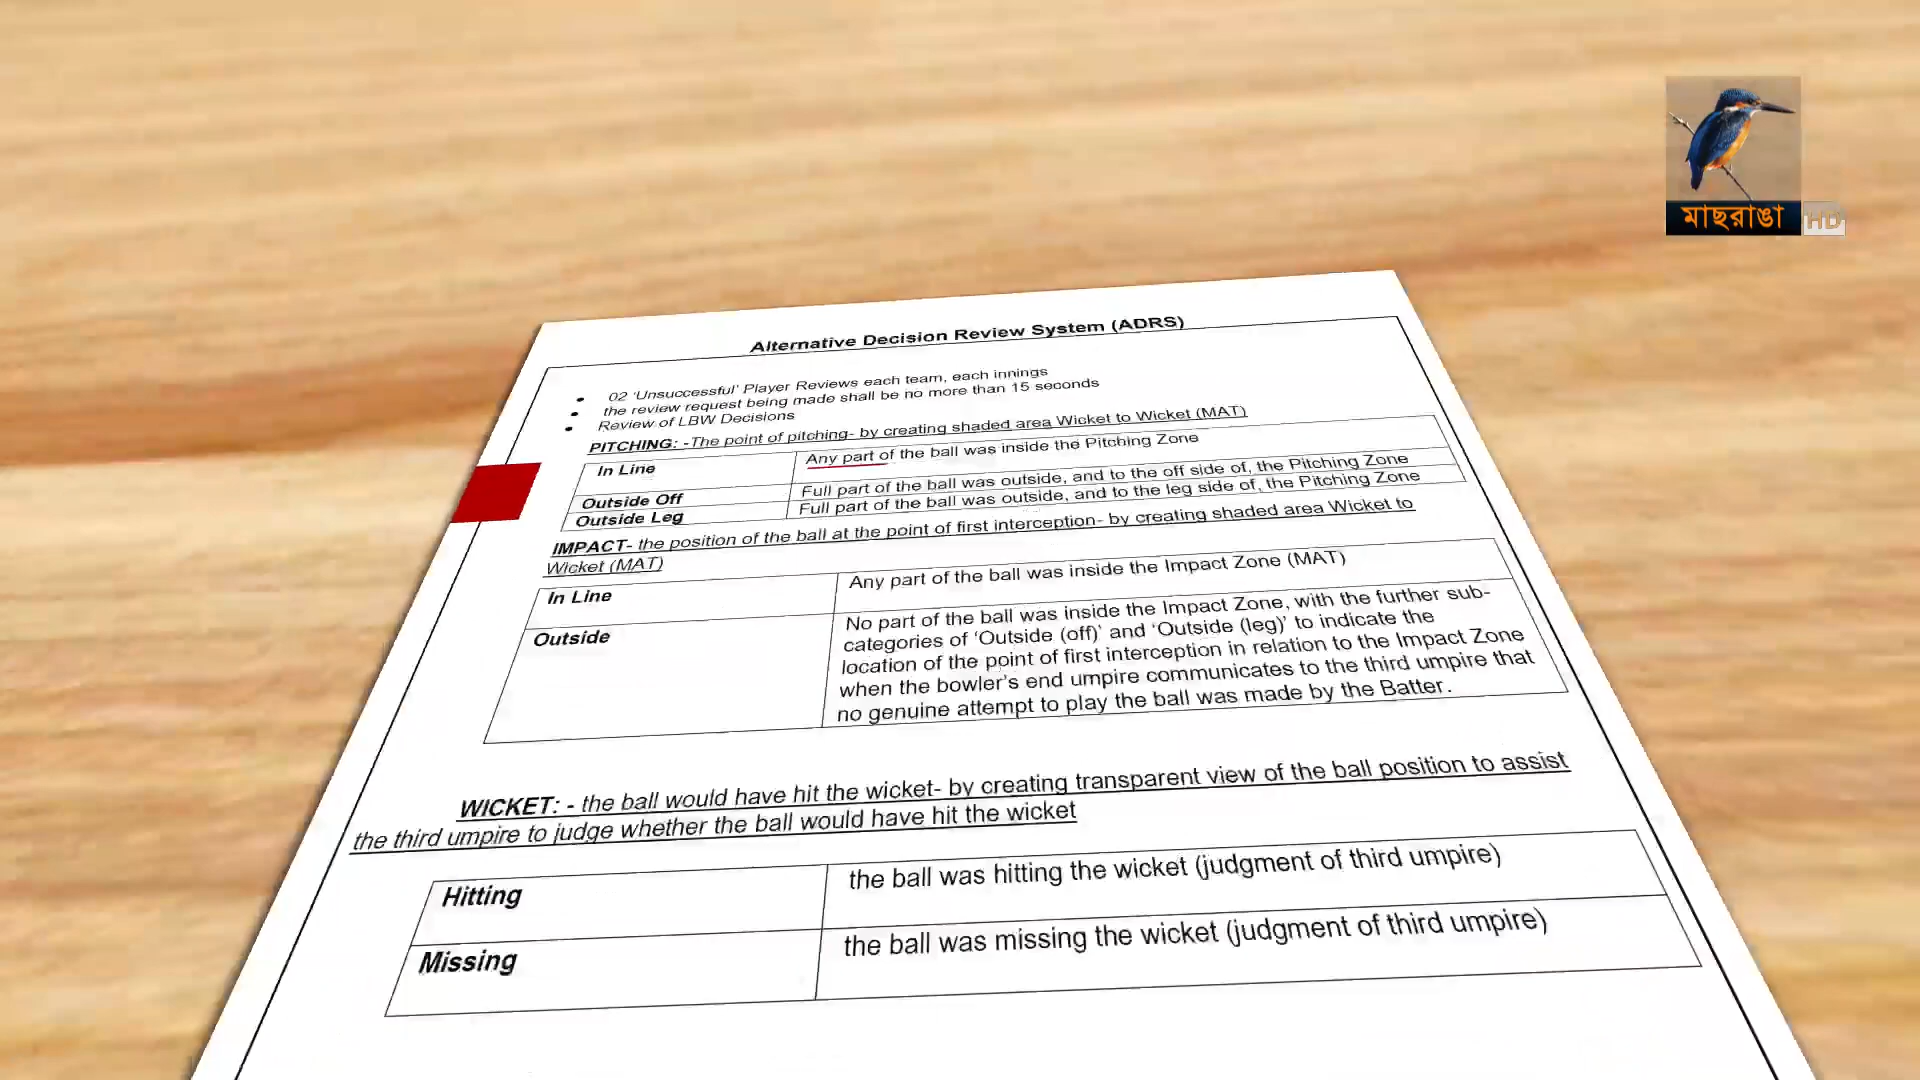 মাছরাঙা
HD
Alternative Decision Review System (ADRS)
• 02 ‘Unsuccessful’ Player Reviews each team, each innings
• the review request being made shall be no more than 15 seconds
• Review of LBW Decisions
PITCHING: -The point of pitching- by creating shaded area Wicket to Wicket (MAT)
In Line Any part of the ball was inside the Pitching Zone
Outside Off Full part of the ball was outside, and to the off side of, the Pitching Zone
Outside Leg Full part of the ball was outside, and to the leg side of, the Pitching Zone
IMPACT- the position of the ball at the point of first interception- by creating shaded area Wicket to
Wicket (MAT)
In Line Any part of the ball was inside the Impact Zone (MAT)
Outside No part of the ball was inside the Impact Zone, with the further sub-
categories of ‘Outside (off)’ and ‘Outside (leg)’ to indicate the
location of the point of first interception in relation to the Impact Zone
when the bowler’s end umpire communicates to the third umpire that
no genuine attempt to play the ball was made by the Batter.
WICKET: - the ball would have hit the wicket- by creating transparent view of the ball position to assist
the third umpire to judge whether the ball would have hit the wicket
Hitting the ball was hitting the wicket (judgment of third umpire)
Missing the ball was missing the wicket (judgment of third umpire)